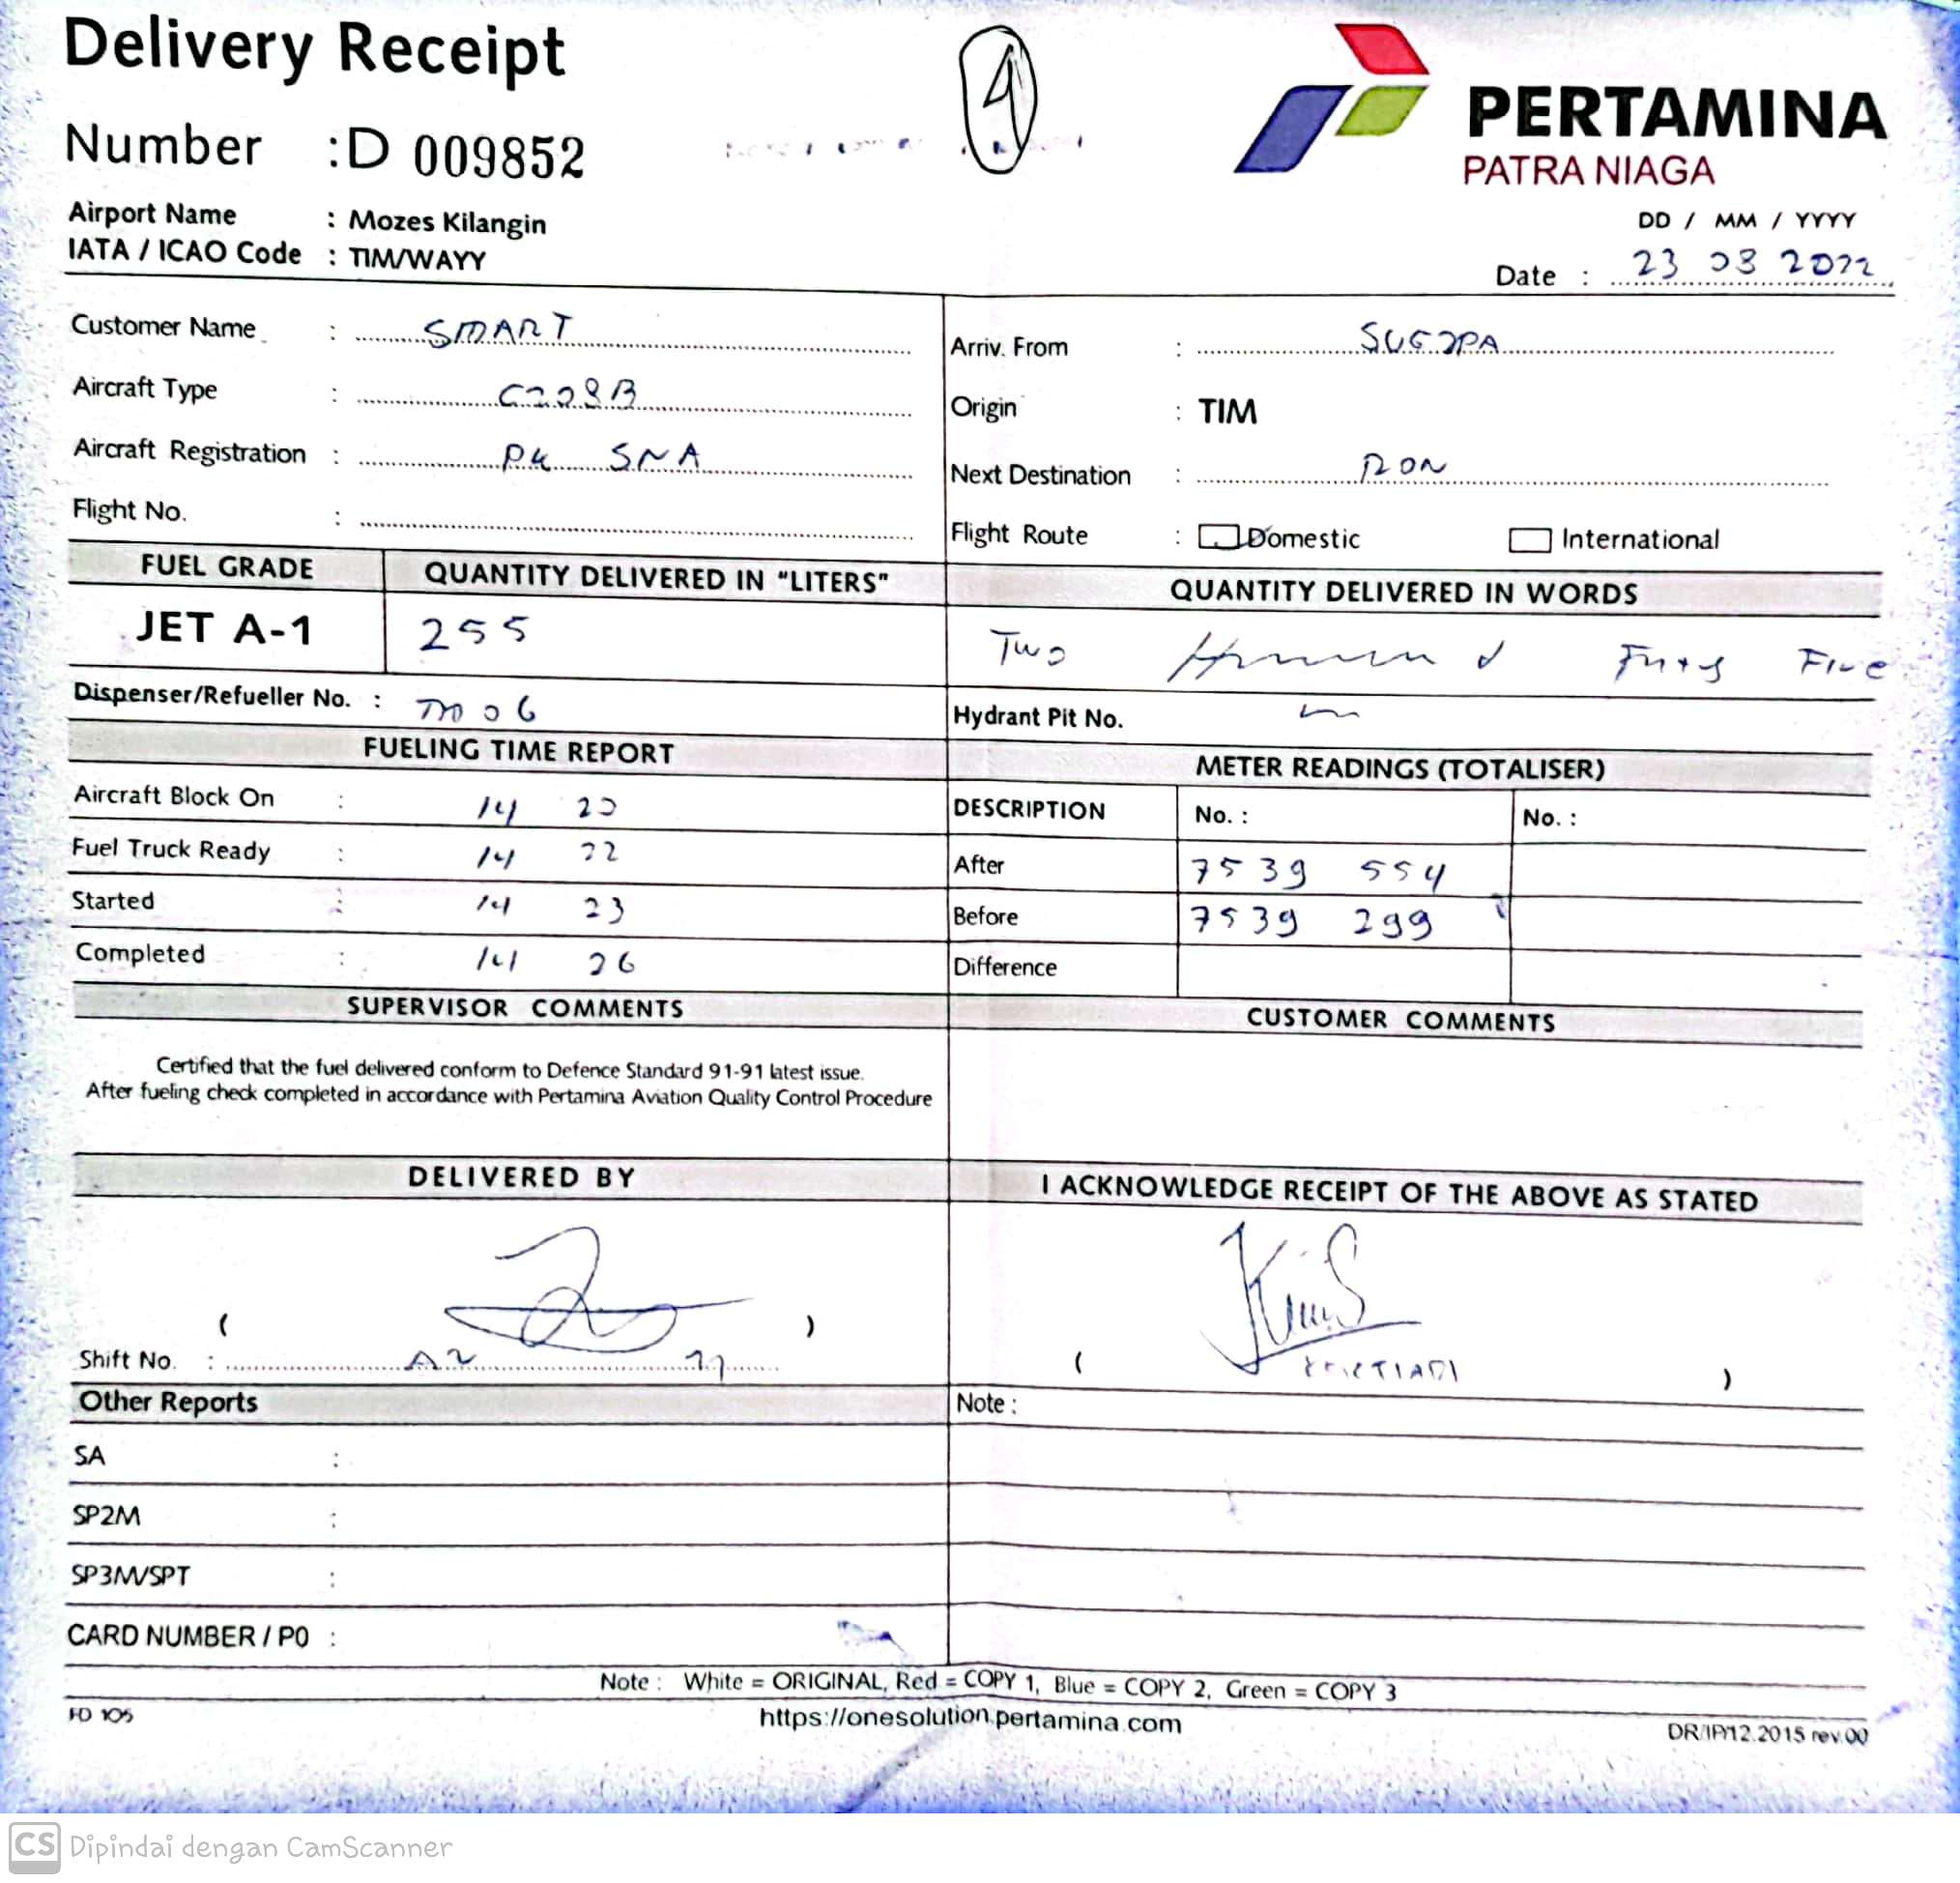 Delivery Receipt
Number : D 009852
PERTAMINA
PATRA NIAGA
Airport Name : Mozes Kilangin
IATA / ICAO Code : TIM/WAYY
DD / MM / YYYY
Date : 23 03 2022
Customer Name : SMART
Aircraft Type : C208B
Aircraft Registration : PK SNA
Flight No. :
Arriv. From :
Origin : TIM
Next Destination : RON
Flight Route : Domestic International
FUEL GRADE QUANTITY DELIVERED IN "LITERS" QUANTITY DELIVERED IN WORDS
JET A-1 255 Two Hundred Fifty Five
Dispenser/Refueller No. : 06 Hydrant Pit No.
FUELING TIME REPORT
Aircraft Block On : 14 20
Fuel Truck Ready : 14 22
Started : 14 23
Completed : 14 26
METER READINGS (TOTALISER)
DESCRIPTION No. : No. :
After 7539 554
Before 7539 299
Difference
SUPERVISOR COMMENTS
Certified that the fuel delivered conform to Defence Standard 91-91 latest issue.
After fueling check completed in accordance with Pertamina Aviation Quality Control Procedure
CUSTOMER COMMENTS
DELIVERED BY
( )
Shift No. :
I ACKNOWLEDGE RECEIPT OF THE ABOVE AS STATED
( )
Other Reports Note :
SA :
SP2M :
SP3M/SPT :
CARD NUMBER / PO :
Note : White = ORIGINAL, Red = COPY 1, Blue = COPY 2, Green = COPY 3
FD 105 https://onesolution.pertamina.com DR/IP/12.2015 rev.00
CS Dipindai dengan CamScanner